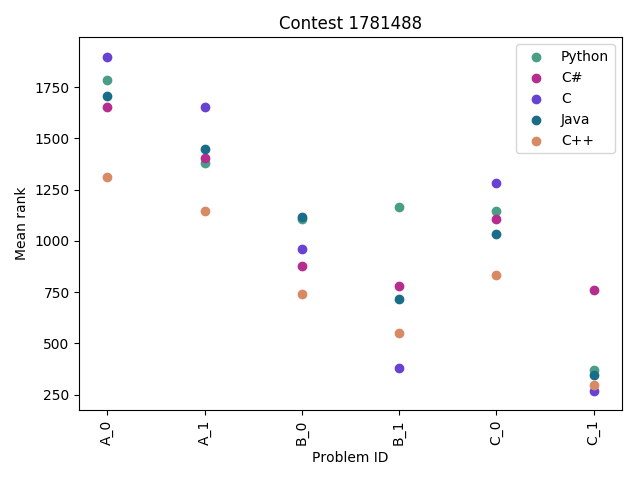 Contest 1781488
Python
C#
C
Java
C++
Mean rank
1750
1500
1250
1000
750
500
250
A_0
A_1
B_0
B_1
C_0
C_1
Problem ID